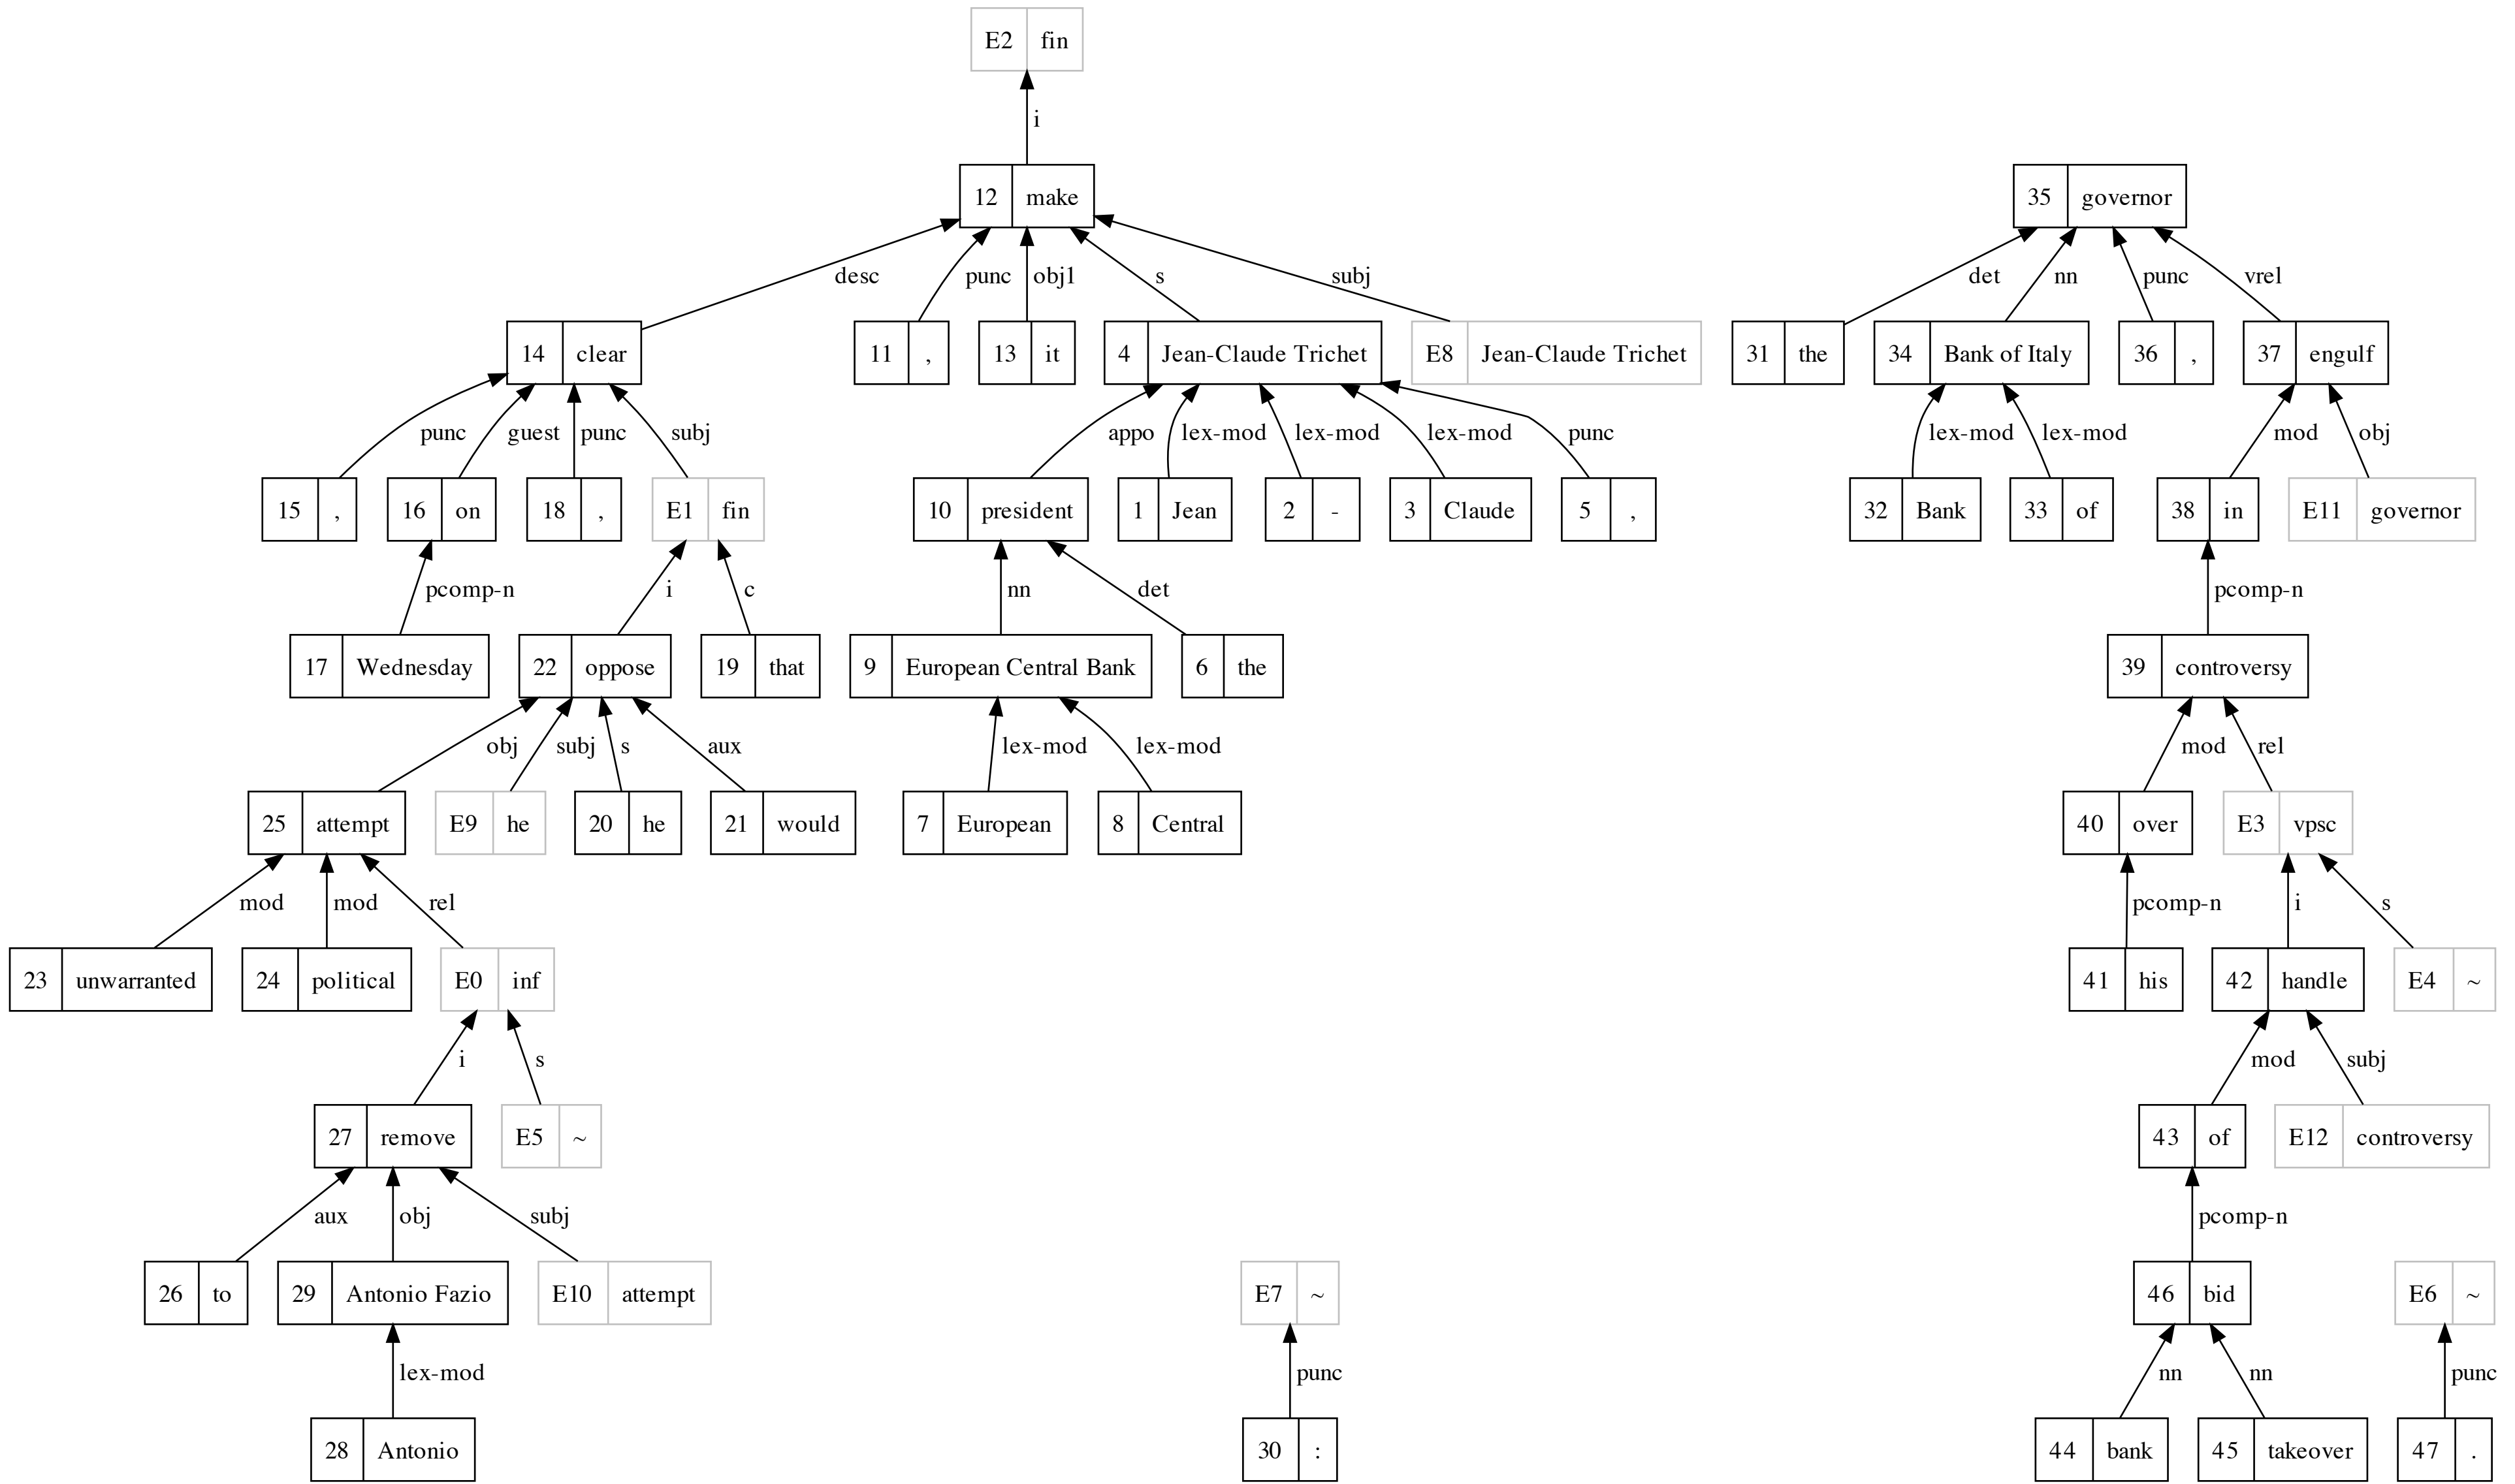 E2 fin
i
12 make
35 governor
desc punc obj1 s subj det nn punc vrel
14 clear
11 ,
13 it
4 Jean-Claude Trichet
E8 Jean-Claude Trichet
31 the
34 Bank of Italy
36 ,
37 engulf
punc guest punc subj appo lex-mod lex-mod lex-mod punc lex-mod lex-mod mod obj
15 ,
16 on
18 ,
E1 fin
10 president
1 Jean
2 -
3 Claude
5 ,
32 Bank
33 of
38 in
E11 governor
pcomp-n i c nn det pcomp-n
17 Wednesday
22 oppose
19 that
9 European Central Bank
6 the
39 controversy
obj subj s aux lex-mod lex-mod mod rel
25 attempt
E9 he
20 he
21 would
7 European
8 Central
40 over
E3 vpsc
mod mod rel pcomp-n i s
23 unwarranted
24 political
E0 inf
41 his
42 handle
E4 ~
i s mod subj
27 remove
E5 ~
43 of
E12 controversy
aux obj subj pcomp-n
26 to
29 Antonio Fazio
E10 attempt
E7 ~
46 bid
E6 ~
lex-mod punc nn nn punc
28 Antonio
30 :
44 bank
45 takeover
47 .